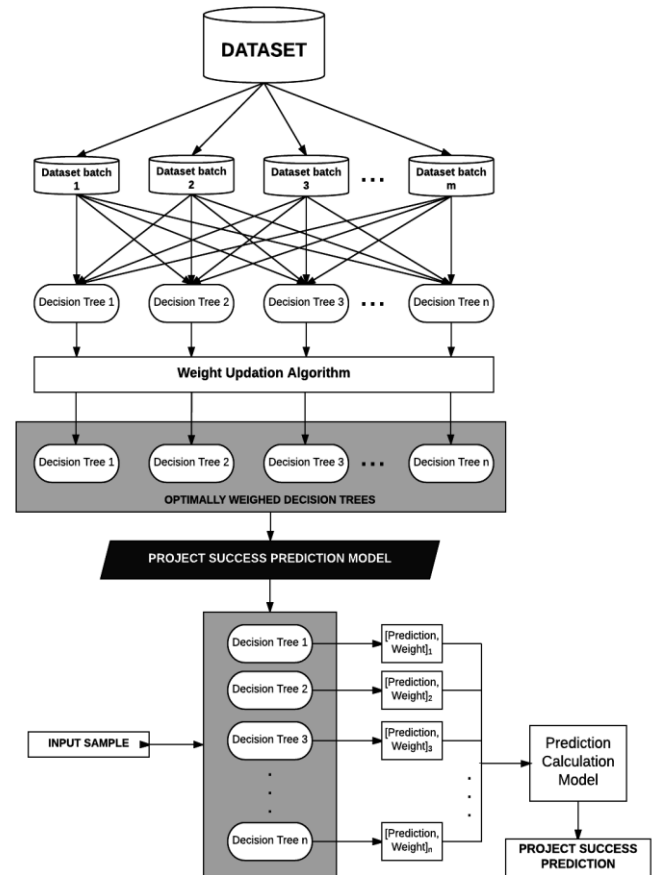 DATASET
Dataset batch
1
Dataset batch
2
Dataset batch
3
...
Dataset batch
m
Decision Tree 1
Decision Tree 2
Decision Tree 3
...
Decision Tree n
Weight Updation Algorithm
Decision Tree 1
Decision Tree 2
Decision Tree 3
...
Decision Tree n
OPTIMALLY WEIGHED DECISION TREES
PROJECT SUCCESS PREDICTION MODEL
Decision Tree 1
[Prediction,
Weight]₁
Decision Tree 2
[Prediction,
Weight]₂
INPUT SAMPLE
Decision Tree 3
[Prediction,
Weight]₃
Prediction
Calculation
Model
.
.
.
.
.
.
Decision Tree n
[Prediction,
Weight]ₙ
PROJECT SUCCESS
PREDICTION